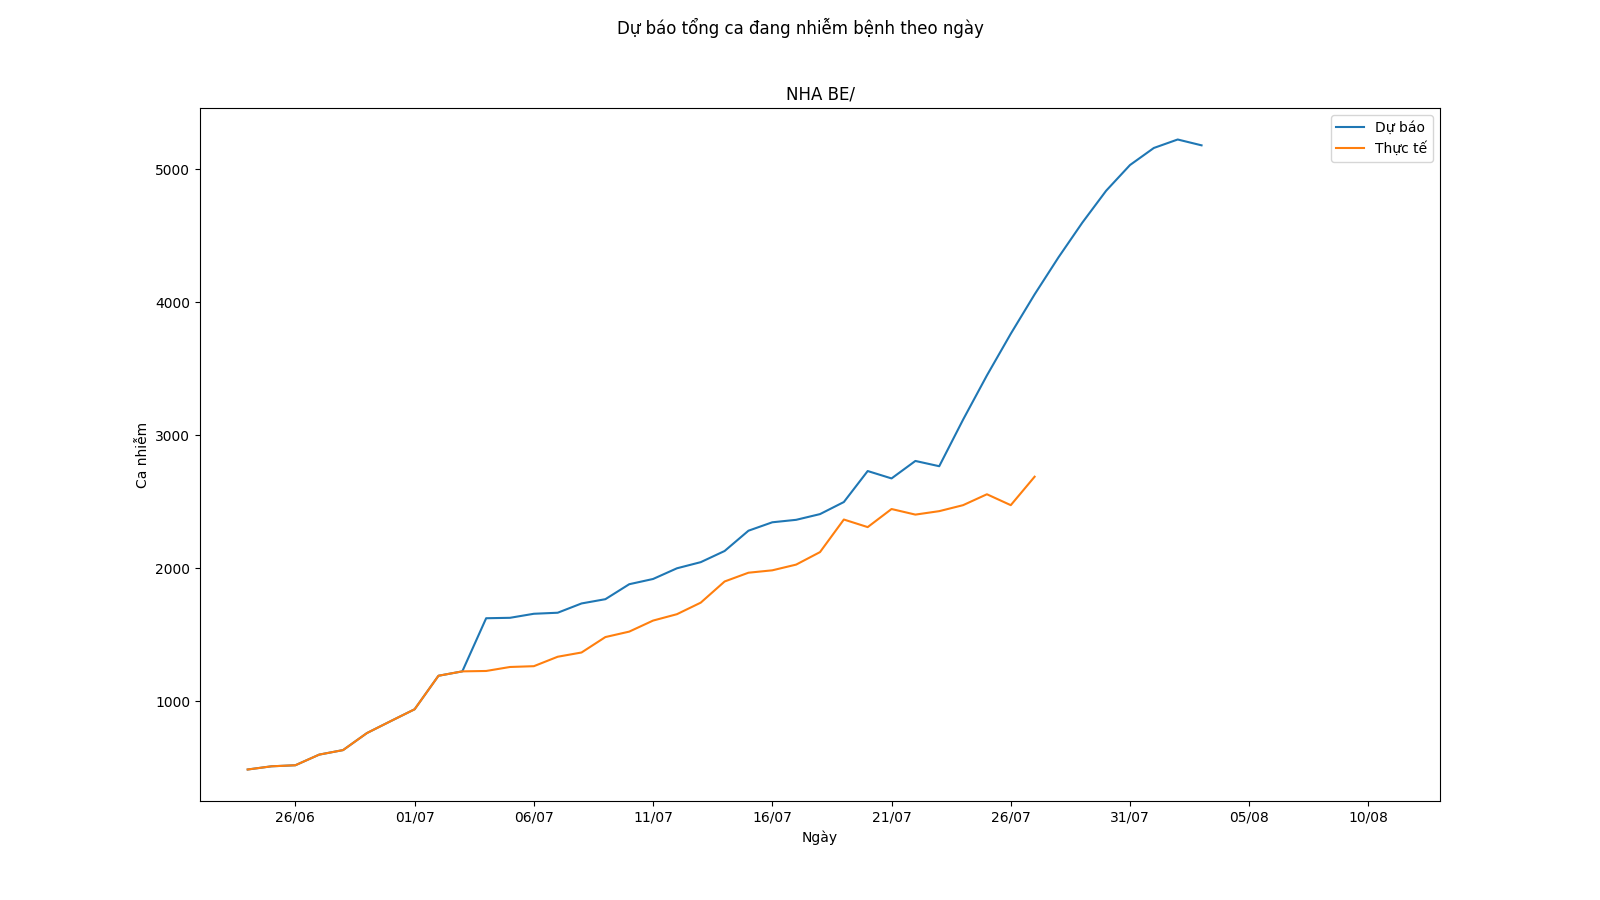 Dự báo tổng ca đang nhiễm bệnh theo ngày
NHA BE/
Dự báo
Thực tế
5000
4000
3000
2000
1000
Ca nhiễm
26/06
01/07
06/07
11/07
16/07
21/07
26/07
31/07
05/08
10/08
Ngày